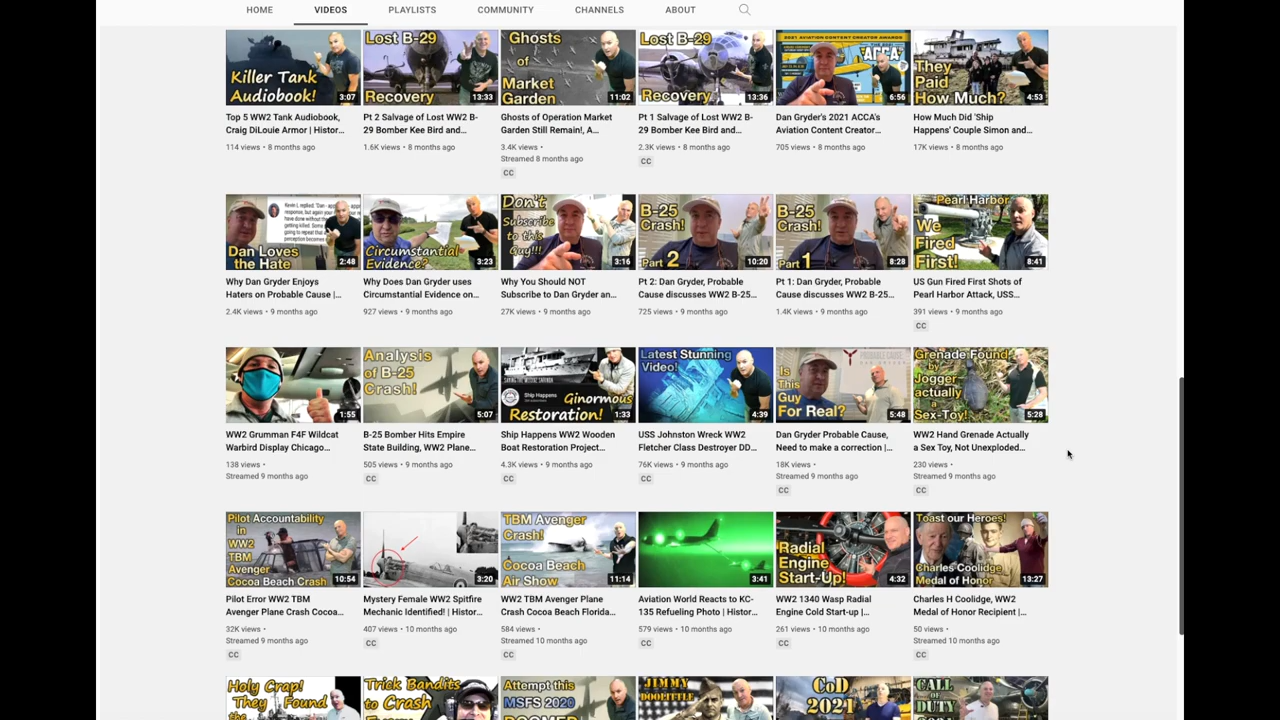 HOME VIDEOS PLAYLISTS COMMUNITY CHANNELS ABOUT
Killer Tank
Audiobook!
3:07
Lost B-29
Recovery
13:33
Ghosts
of
Market
Garden
11:02
Lost B-29
Recovery
13:36
2021 AVIATION CONTENT CREATOR AWARDS
ACCA
6:56
They
Paid
How Much?
4:53
Top 5 WW2 Tank Audiobook,
Craig DiLouie Armor | Histor...
114 views • 8 months ago
Pt 2 Salvage of Lost WW2 B-
29 Bomber Kee Bird and...
1.6K views • 8 months ago
Ghosts of Operation Market
Garden Still Remain!, A...
3.4K views •
Streamed 8 months ago
CC
Pt 1 Salvage of Lost WW2 B-
29 Bomber Kee Bird and...
2.3K views • 8 months ago
CC
Dan Gryder's 2021 ACCA's
Aviation Content Creator...
705 views • 8 months ago
How Much Did 'Ship
Happens' Couple Simon and...
17K views • 8 months ago
Dan Loves
the Hate
2:48
Circumstantial
Evidence?
3:23
Don't
Subscribe
to this
Guy!!!
3:16
B-25
Crash!
Part 2
10:20
B-25
Crash!
Part 1
8:28
Pearl Harbor
We
Fired
First!
8:41
Why Dan Gryder Enjoys
Haters on Probable Cause |...
2.4K views • 9 months ago
Why Does Dan Gryder uses
Circumstantial Evidence on...
927 views • 9 months ago
Why You Should NOT
Subscribe to Dan Gryder an...
27K views • 9 months ago
Pt 2: Dan Gryder, Probable
Cause discusses WW2 B-25...
725 views • 9 months ago
Pt 1: Dan Gryder, Probable
Cause discusses WW2 B-25...
1.4K views • 9 months ago
US Gun Fired First Shots of
Pearl Harbor Attack, USS...
391 views • 9 months ago
CC
1:55
Analysis
of B-25
Crash!
5:07
Ship Happens
Ginormous
Restoration!
1:33
Latest Stunning
Video!
4:39
PROBABLE CAUSE
Is
This
Guy
For Real?
5:48
Grenade Found
by
Jogger
actually
a
Sex-Toy!
5:28
WW2 Grumman F4F Wildcat
Warbird Display Chicago...
138 views •
Streamed 9 months ago
B-25 Bomber Hits Empire
State Building, WW2 Plane...
505 views • 9 months ago
CC
Ship Happens WW2 Wooden
Boat Restoration Project...
4.3K views • 9 months ago
CC
USS Johnston Wreck WW2
Fletcher Class Destroyer DD...
76K views • 9 months ago
CC
Dan Gryder Probable Cause,
Need to make a correction |...
18K views •
Streamed 9 months ago
CC
WW2 Hand Grenade Actually
a Sex Toy, Not Unexploded...
230 views •
Streamed 9 months ago
CC
Pilot Accountability
in
WW2
TBM
Avenger
Cocoa Beach Crash
10:54
3:20
TBM Avenger
Crash!
Cocoa Beach
Air Show
11:14
3:41
Radial
Engine
Start-Up!
4:32
Toast our Heroes!
Charles Coolidge,
Medal of Honor
13:27
Pilot Error WW2 TBM
Avenger Plane Crash Cocoa...
32K views •
Streamed 9 months ago
CC
Mystery Female WW2 Spitfire
Mechanic Identified! | Histor...
407 views • 10 months ago
CC
WW2 TBM Avenger Plane
Crash Cocoa Beach Florida...
584 views •
Streamed 10 months ago
CC
Aviation World Reacts to KC-
135 Refueling Photo | Histor...
579 views • 10 months ago
CC
WW2 1340 Wasp Radial
Engine Cold Start-up |...
261 views • 10 months ago
CC
Charles H Coolidge, WW2
Medal of Honor Recipient |...
50 views •
Streamed 10 months ago
CC
Holy Crap!
They Found
the
Trick Bandits
to Crash
Attempt this
MSFS 2020
JIMMY
DOOLITTLE
CoD
2021
CALL
OF
DUTY